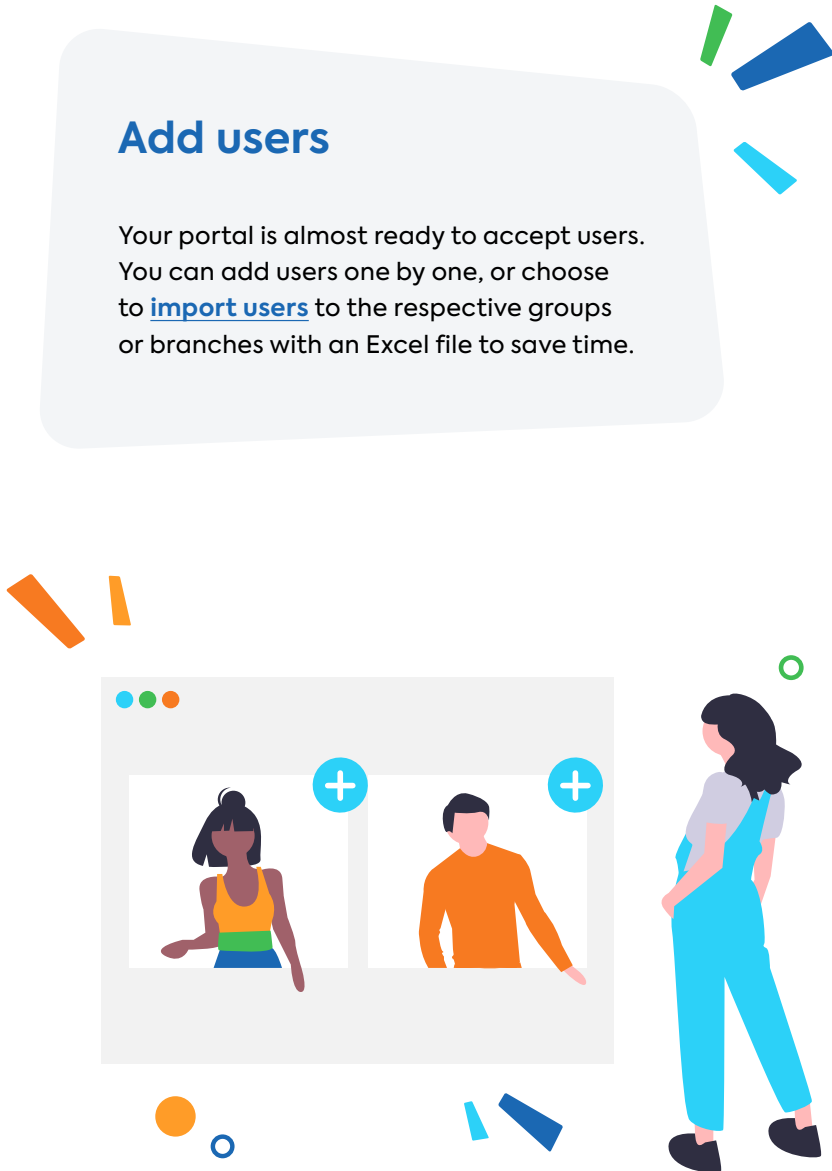 Add users
Your portal is almost ready to accept users.
You can add users one by one, or choose
to import users to the respective groups
or branches with an Excel file to save time.